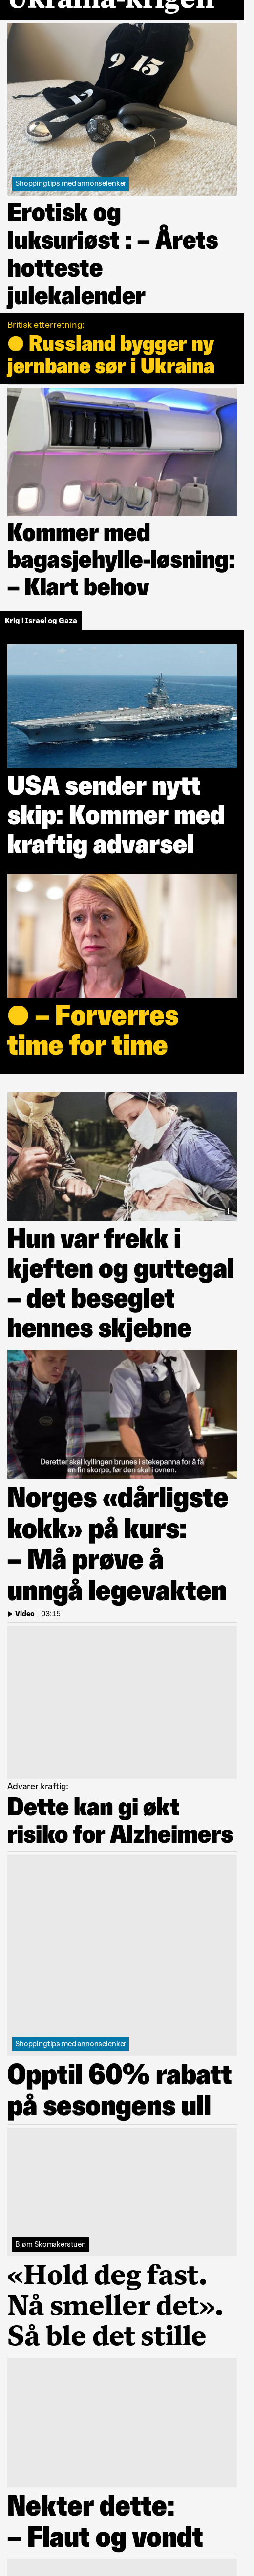 Ukraina-krigen
9 15
12
Shoppingtips med annonselenker
Erotisk og
luksuriøst : – Årets
hotteste
julekalender
Britisk etterretning:
Russland bygger ny
jernbane sør i Ukraina
Kommer med
bagasjehylle-løsning:
– Klart behov
Krig i Israel og Gaza
USA sender nytt
skip: Kommer med
kraftig advarsel
– Forverres
time for time
Hun var frekk i
kjeften og guttegal
– det beseglet
hennes skjebne
Deretter skal kyllingen brunes i stekepanna for å få
en fin skorpe, før den skal i ovnen.
Norges «dårligste
kokk» på kurs:
– Må prøve å
unngå legevakten
Video | 03:15
Advarer kraftig:
Dette kan gi økt
risiko for Alzheimers
Shoppingtips med annonselenker
Opptil 60% rabatt
på sesongens ull
Bjørn Skomakerstuen
«Hold deg fast.
Nå smeller det».
Så ble det stille
Nekter dette:
– Flaut og vondt